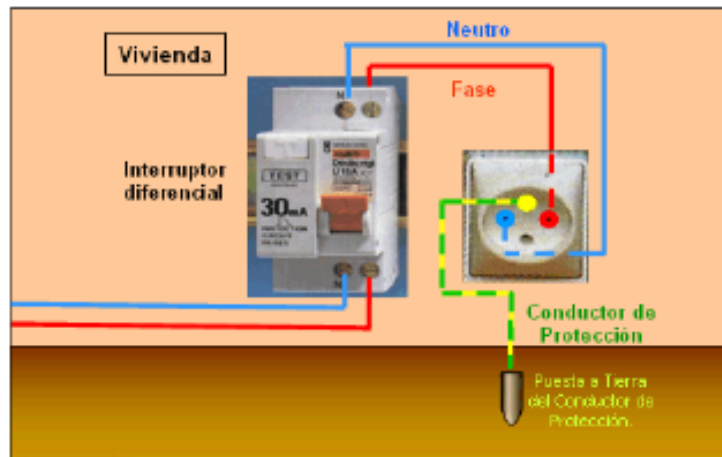 Vivienda
Neutro
Fase
Interruptor
diferencial
N
TEST
30mA
N
Conductor de
Protección
Puesta a Tierra
del Conductor de
Protección.